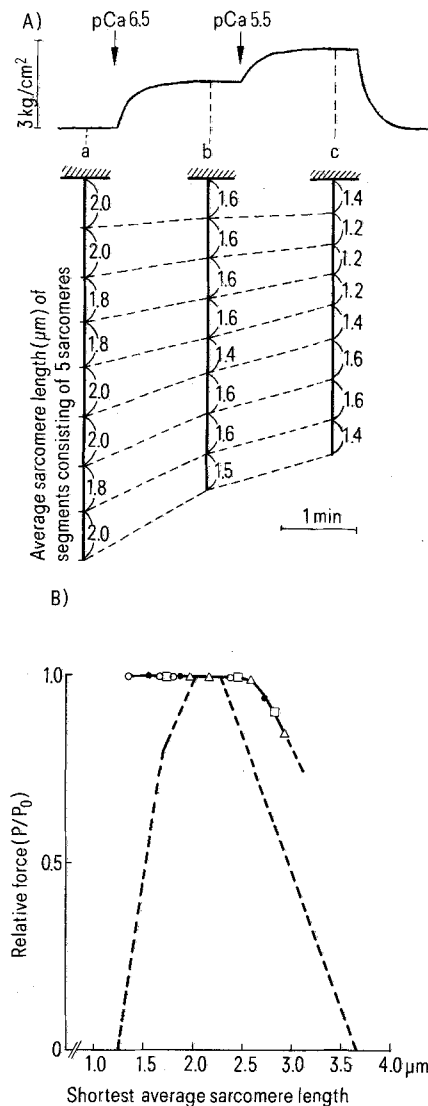 A)
pCa 6.5 pCa 5.5
3 kg/cm²
a b c
Average sarcomere length (μm) of
segments consisting of 5 sarcomeres
2.0 1.6 1.4
2.0 1.6 1.2
1.8 1.6 1.2
1.8 1.6 1.2
2.0 1.4 1.4
2.0 1.6 1.6
1.8 1.6 1.6
2.0 1.5 1.4
1 min
B)
Relative force (P/P₀)
1.0
0.5
0
1.0 1.5 2.0 2.5 3.0 3.5 4.0 μm
Shortest average sarcomere length